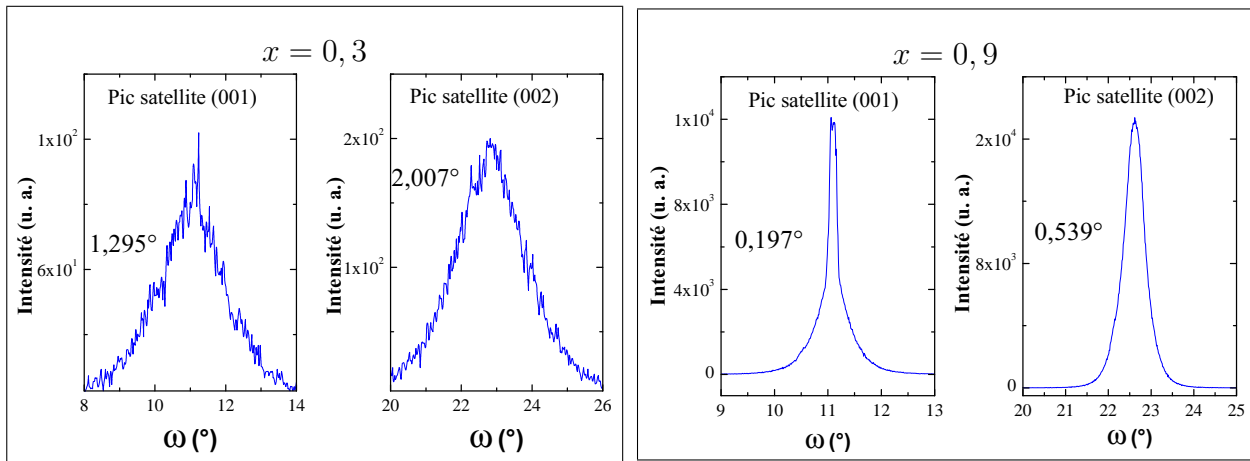 x = 0, 3
Pic satellite (001)
1x10²
6x10¹
1,295°
Intensité (u. a.)
8 10 12 14
ω (°)
Pic satellite (002)
2x10²
1x10²
2,007°
Intensité (u. a.)
20 22 24 26
ω (°)
x = 0, 9
Pic satellite (001)
1x10⁴
8x10³
4x10³
0
0,197°
Intensité (u. a.)
9 10 11 12 13
ω (°)
Pic satellite (002)
2x10⁴
8x10³
0
0,539°
Intensité (u. a.)
20 21 22 23 24 25
ω (°)